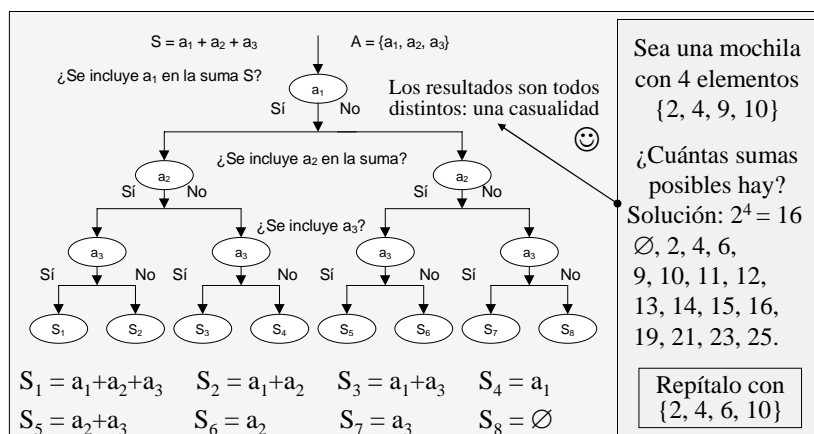 S = a₁ + a₂ + a₃ A = {a₁, a₂, a₃}
¿Se incluye a₁ en la suma S?
a₁
Sí No
Los resultados son todos
distintos: una casualidad
¿Se incluye a₂ en la suma?
a₂ a₂
Sí No Sí No
¿Se incluye a₃?
a₃ a₃ a₃ a₃
Sí No Sí No Sí No Sí No
S₁ S₂ S₃ S₄ S₅ S₆ S₇ S₈
S₁ = a₁+a₂+a₃ S₂ = a₁+a₂ S₃ = a₁+a₃ S₄ = a₁
S₅ = a₂+a₃ S₆ = a₂ S₇ = a₃ S₈ = ∅
Sea una mochila
con 4 elementos
{2, 4, 9, 10}
¿Cuántas sumas
posibles hay?
Solución: 2⁴ = 16
∅, 2, 4, 6,
9, 10, 11, 12,
13, 14, 15, 16,
19, 21, 23, 25.
Repítalo con
{2, 4, 6, 10}